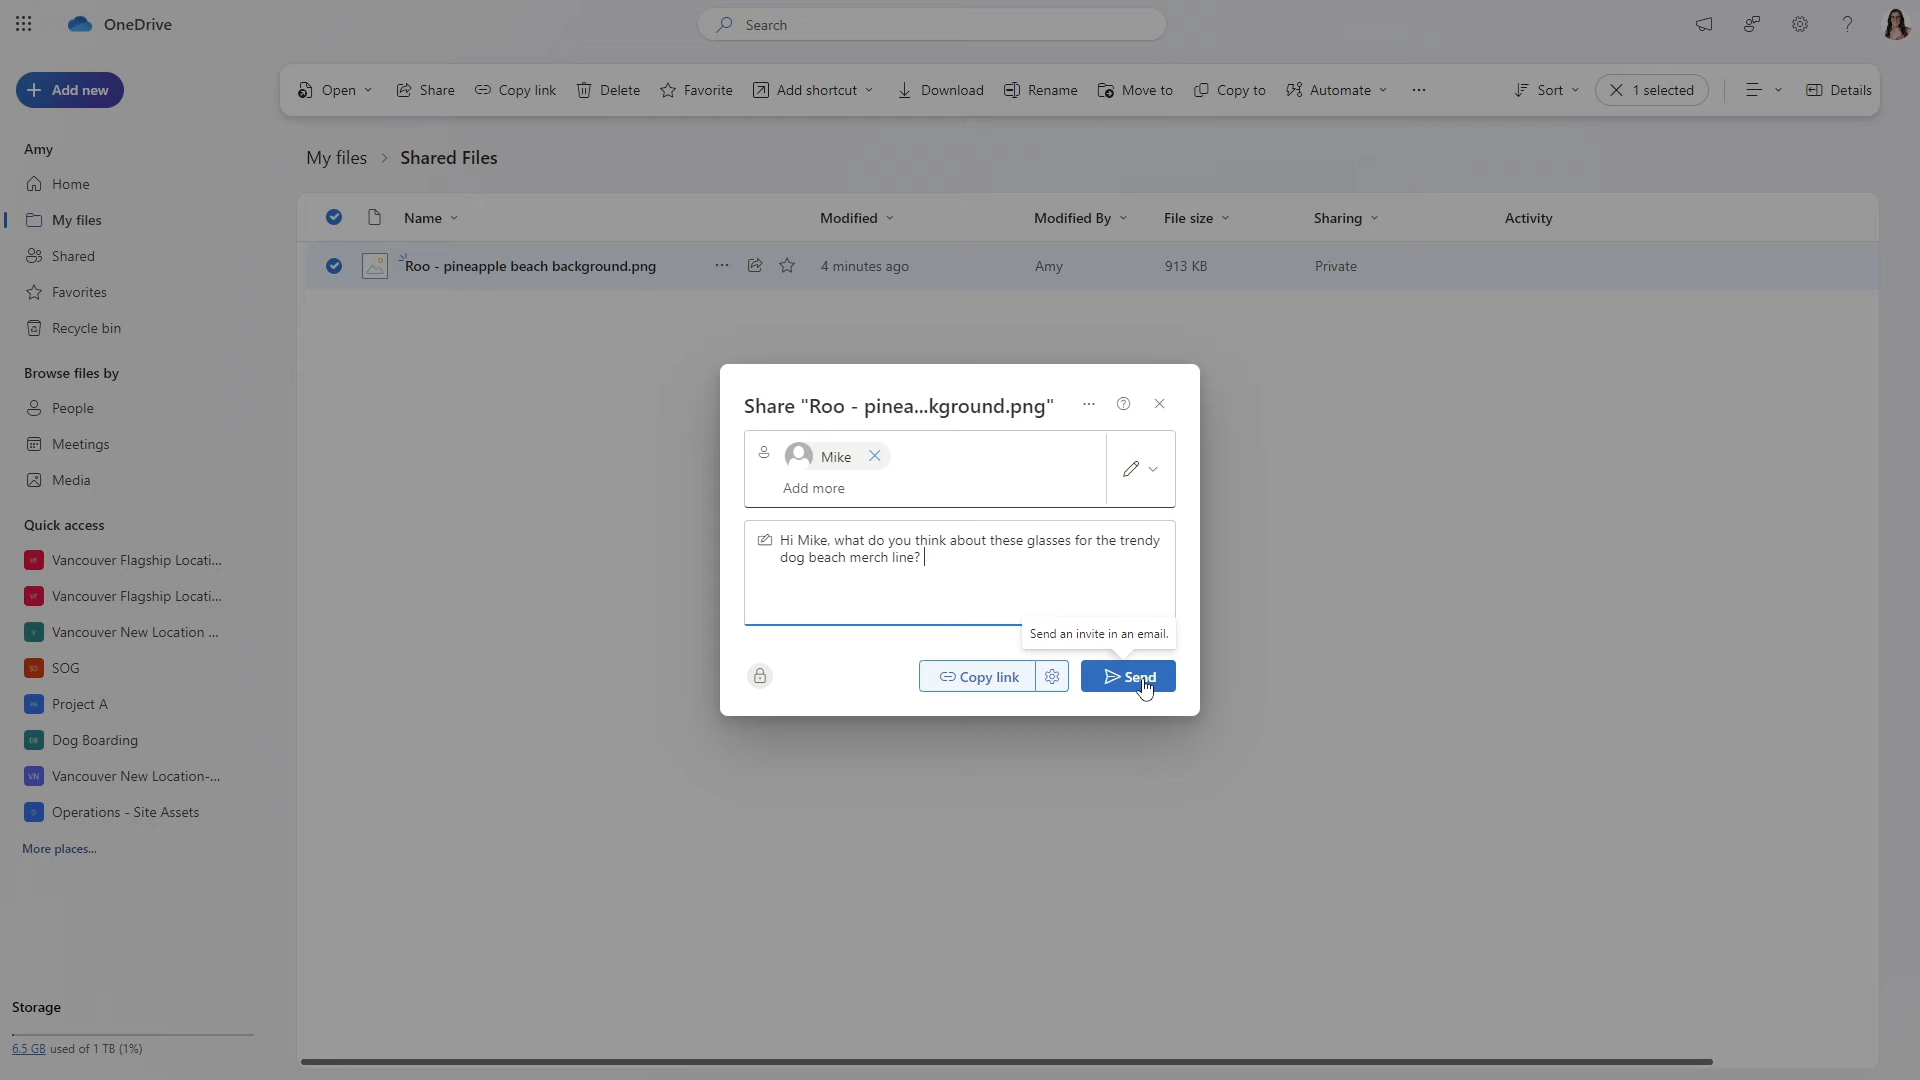 OneDrive
Search
Add new
Open
Share
Copy link
Delete
Favorite
Add shortcut
Download
Rename
Move to
Copy to
Automate
Sort
1 selected
Details
Amy
Home
My files
Shared
Favorites
Recycle bin
Browse files by
People
Meetings
Media
Quick access
Vancouver Flagship Locati...
Vancouver Flagship Locati...
Vancouver New Location ...
SOG
Project A
Dog Boarding
VN Vancouver New Location-...
Operations - Site Assets
More places...
Storage
6.5 GB used of 1 TB (1%)
My files > Shared Files
Name
Modified
Modified By
File size
Sharing
Activity
Roo - pineapple beach background.png
4 minutes ago
Amy
913 KB
Private
Share "Roo - pinea...kground.png"
Mike
Add more
Hi Mike, what do you think about these glasses for the trendy
dog beach merch line?
Send an invite in an email.
Copy link
Send